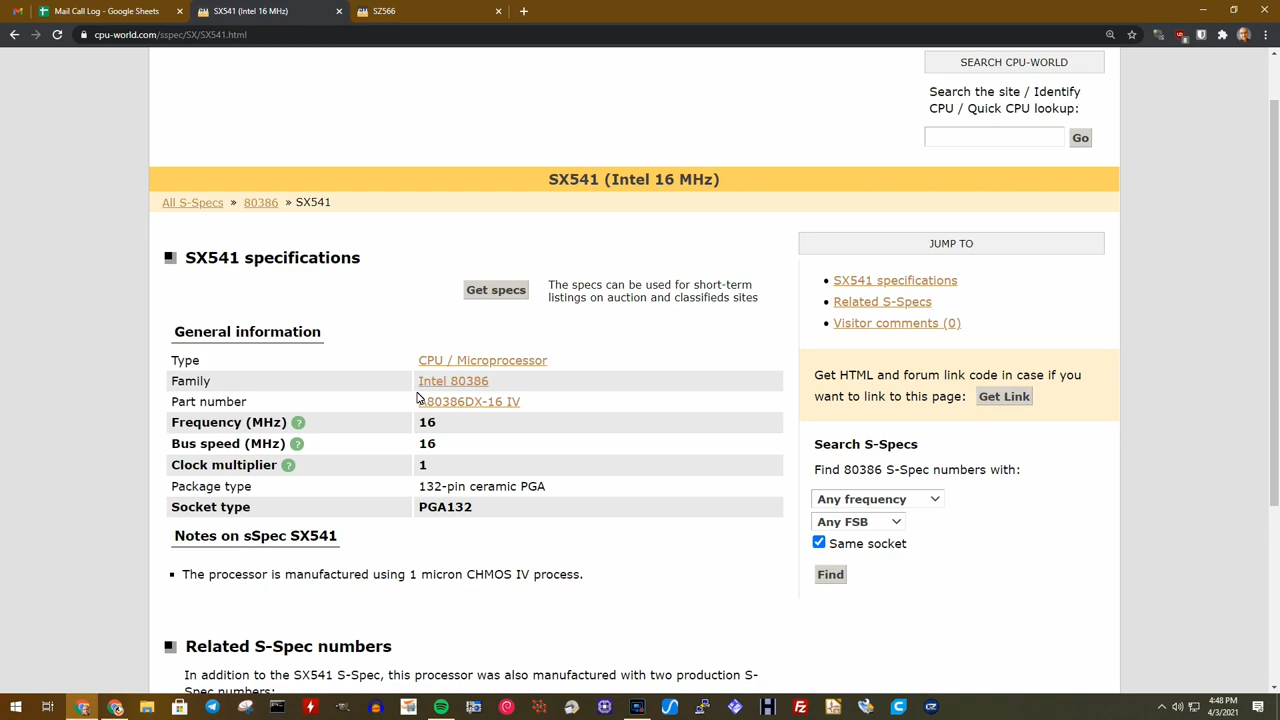 Mail Call Log - Google Sheets
SX541 (Intel 16 MHz)
SZ566
cpu-world.com/sspec/SX/SX541.html
SEARCH CPU-WORLD
Search the site / Identify
CPU / Quick CPU lookup:
Go
SX541 (Intel 16 MHz)
All S-Specs » 80386 » SX541
SX541 specifications
Get specs
The specs can be used for short-term
listings on auction and classifieds sites
General information
Type CPU / Microprocessor
Family Intel 80386
Part number A80386DX-16 IV
Frequency (MHz) ? 16
Bus speed (MHz) ? 16
Clock multiplier ? 1
Package type 132-pin ceramic PGA
Socket type PGA132
Notes on sSpec SX541
The processor is manufactured using 1 micron CHMOS IV process.
Related S-Spec numbers
In addition to the SX541 S-Spec, this processor was also manufactured with two production S-
Spec numbers:
JUMP TO
SX541 specifications
Related S-Specs
Visitor comments (0)
Get HTML and forum link code in case if you
want to link to this page: Get Link
Search S-Specs
Find 80386 S-Spec numbers with:
Any frequency
Any FSB
Same socket
Find
4:48 PM
4/3/2021